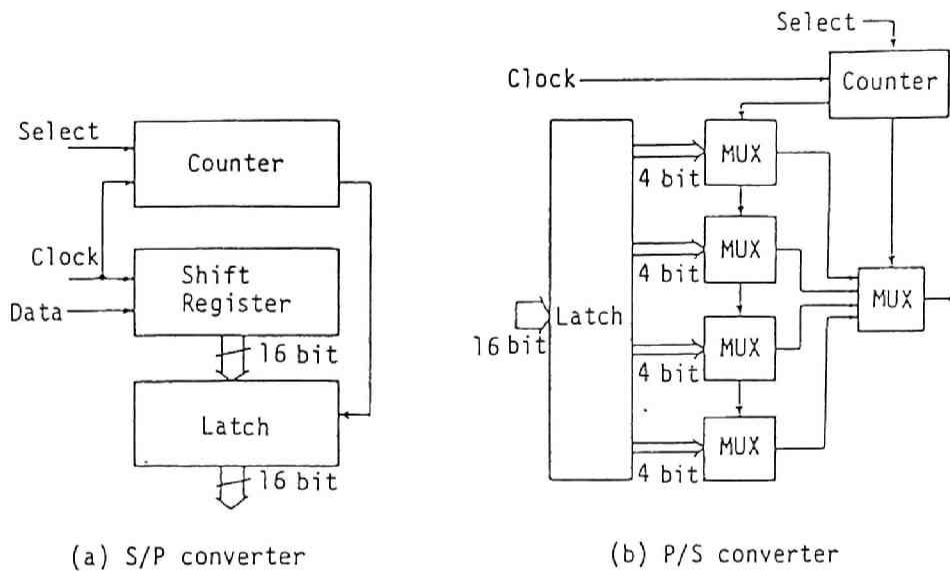 Select
Counter
Clock
Shift
Register
Data
16 bit
Latch
16 bit
(a) S/P converter
Select
Clock
Counter
MUX
4 bit
MUX
4 bit
16 bit
Latch
MUX
MUX
4 bit
MUX
4 bit
(b) P/S converter